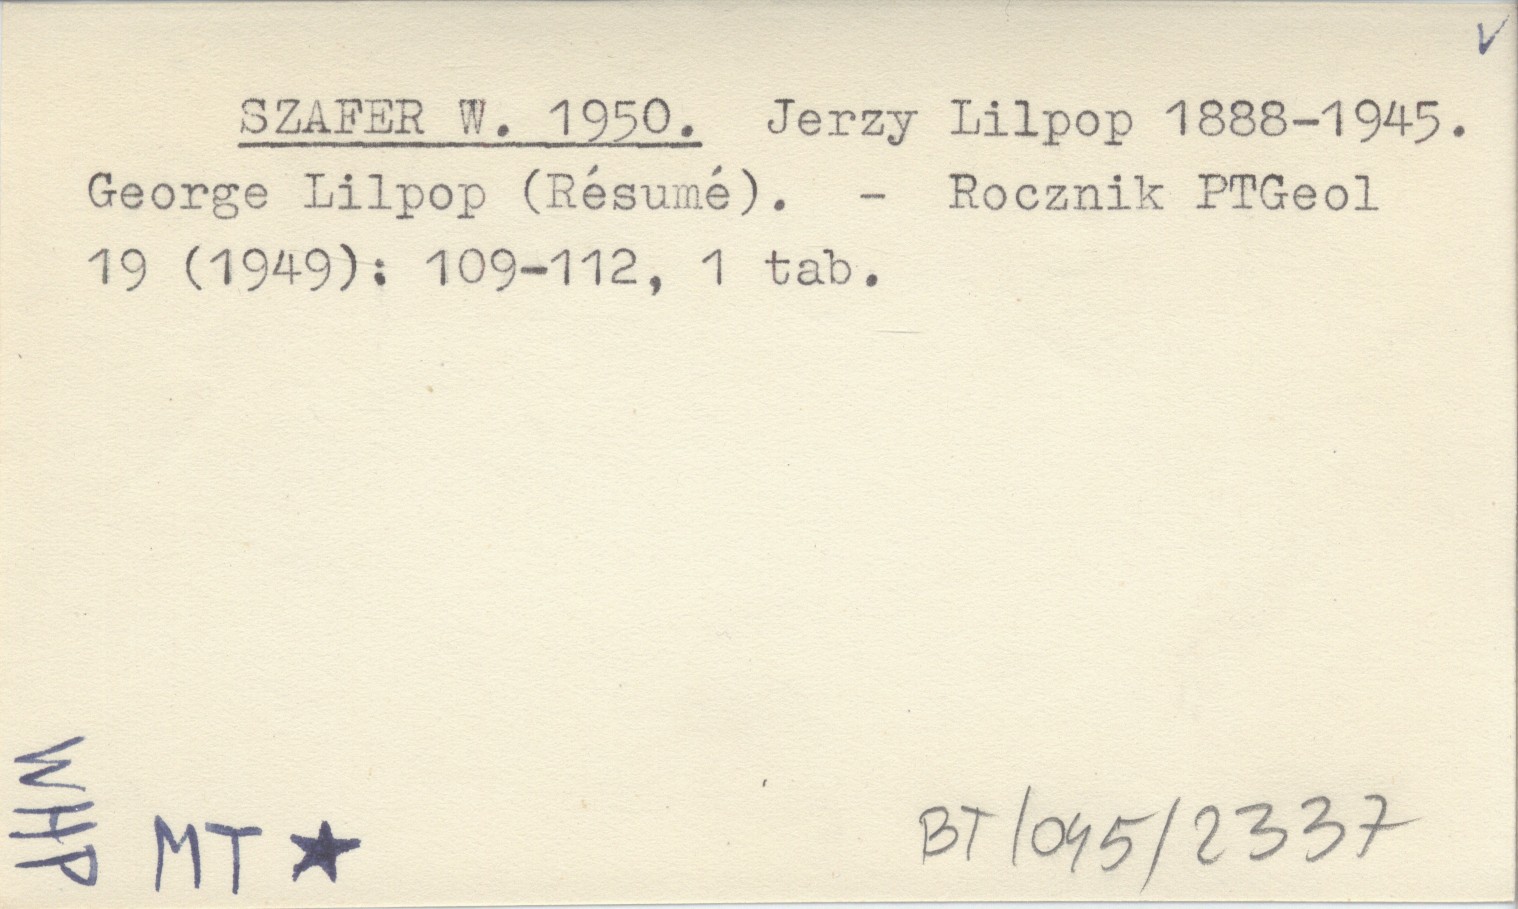 SZAFER W. 1950. Jerzy Lilpop 1888-1945.
George Lilpop (Résumé). - Rocznik PTGeol
19 (1949): 109-112, 1 tab.
WHP
MT ★
BT/045/2337